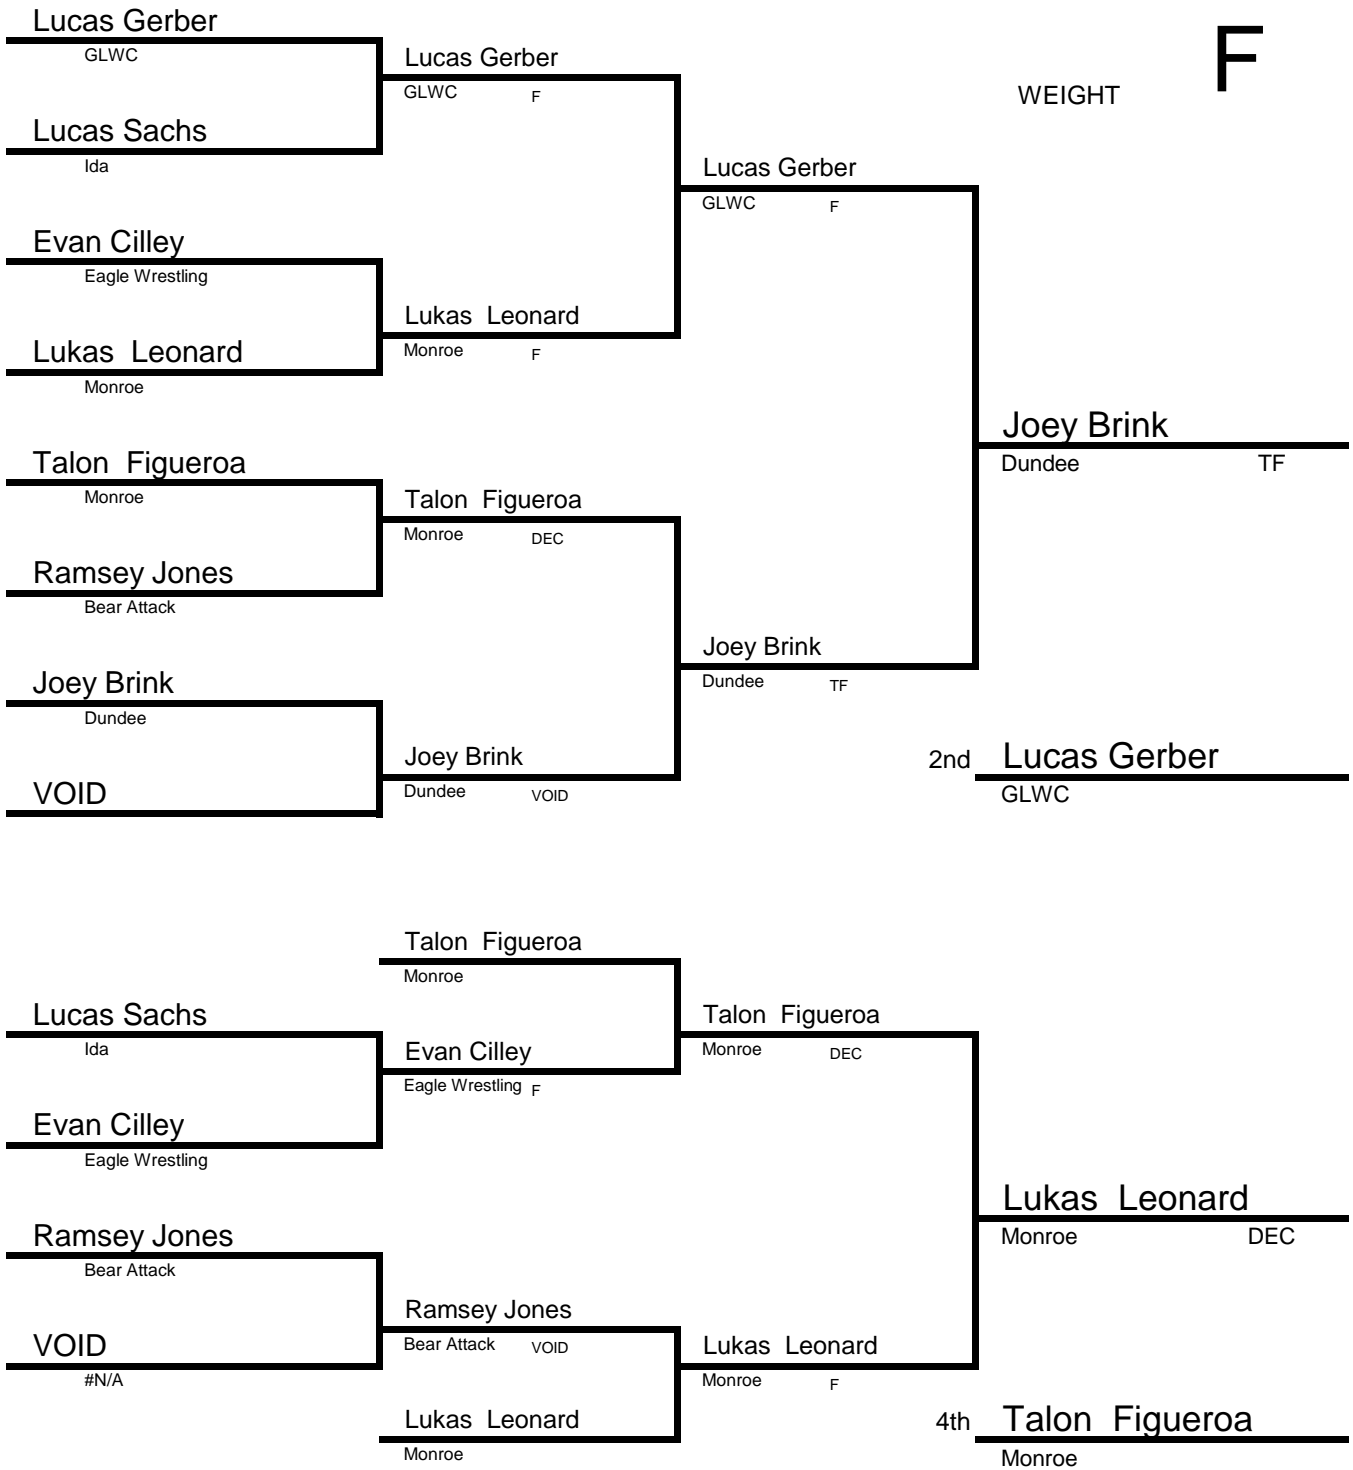 Lucas Gerber
GLWC
Lucas Gerber
GLWC F
F
WEIGHT
Lucas Sachs
Ida
Lucas Gerber
GLWC F
Evan Cilley
Eagle Wrestling
Lukas  Leonard
Monroe F
Lukas  Leonard
Monroe
Joey Brink
Dundee TF
Talon  Figueroa
Monroe
Talon  Figueroa
Monroe DEC
Ramsey Jones
Bear Attack
Joey Brink
Dundee TF
Joey Brink
Dundee
Joey Brink
Dundee VOID
2nd Lucas Gerber
GLWC
VOID
Talon  Figueroa
Monroe
Lucas Sachs
Ida
Talon  Figueroa
Monroe DEC
Evan Cilley
Eagle Wrestling F
Evan Cilley
Eagle Wrestling
Lukas  Leonard
Monroe DEC
Ramsey Jones
Bear Attack
Ramsey Jones
Bear Attack VOID
VOID
#N/A
Lukas  Leonard
Monroe F
Lukas  Leonard
Monroe
4th Talon  Figueroa
Monroe